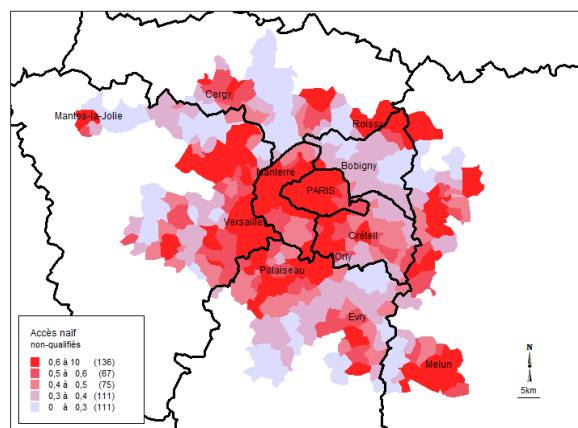 Cergy
Mantes-la-Jolie
Roissy
Nanterre
Bobigny
PARIS
Versailles
Créteil
Orly
Palaiseau
Evry
Melun
Accès naïf
non-qualifiés
0,6 à 10 (136)
0,5 à 0,6 (67)
0,4 à 0,5 (75)
0,3 à 0,4 (111)
0 à 0,3 (111)
N
5km